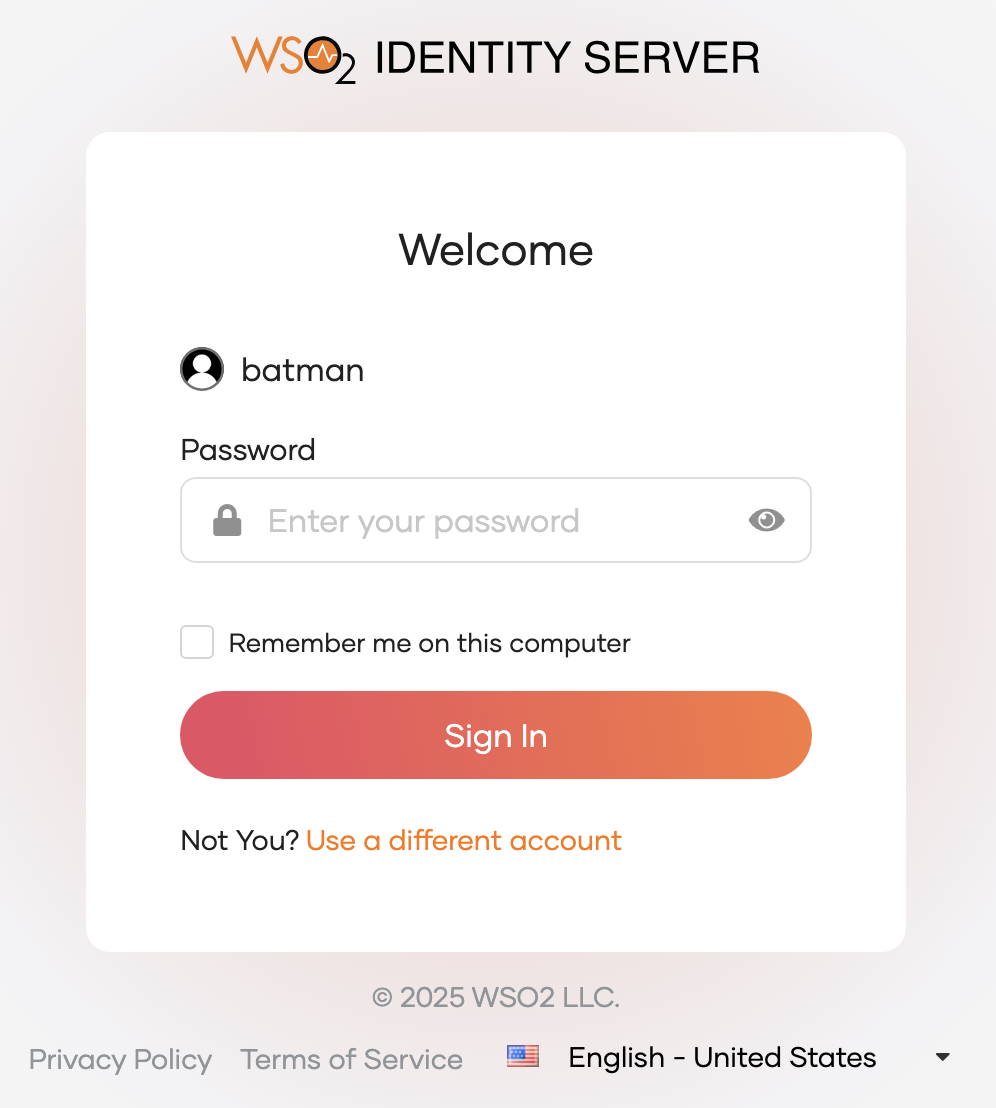 WSO2 IDENTITY SERVER
Welcome
batman
Password
Enter your password
Remember me on this computer
Sign In
Not You? Use a different account
© 2025 WSO2 LLC.
Privacy Policy Terms of Service English - United States